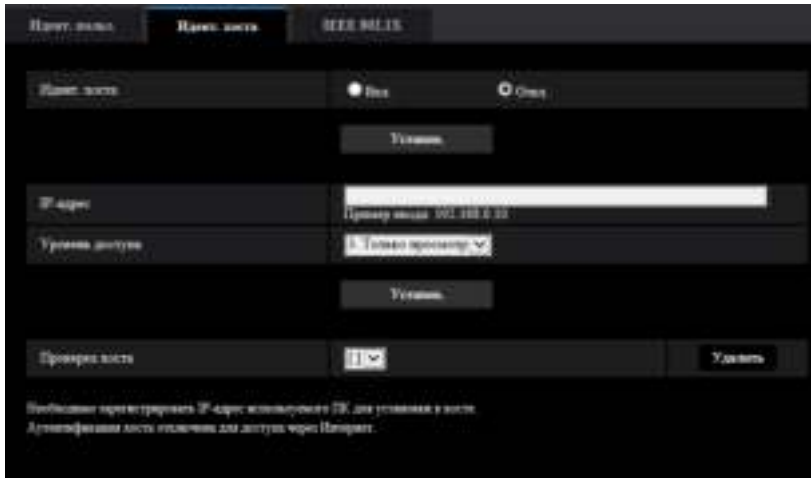 Идент. польз.
Идент. хоста
IEEE 802.1X
Идент. хоста
Вкл
Откл
Установ.
IP-адрес
Пример ввода: 192.168.0.10
Уровень доступа
3. Только просмотр
Установ.
Проверка хоста
[ ]
Удалить
Необходимо зарегистрировать IP-адрес используемого ПК для установки в хосте.
Аутентификация хоста отключена для доступа через Интернет.